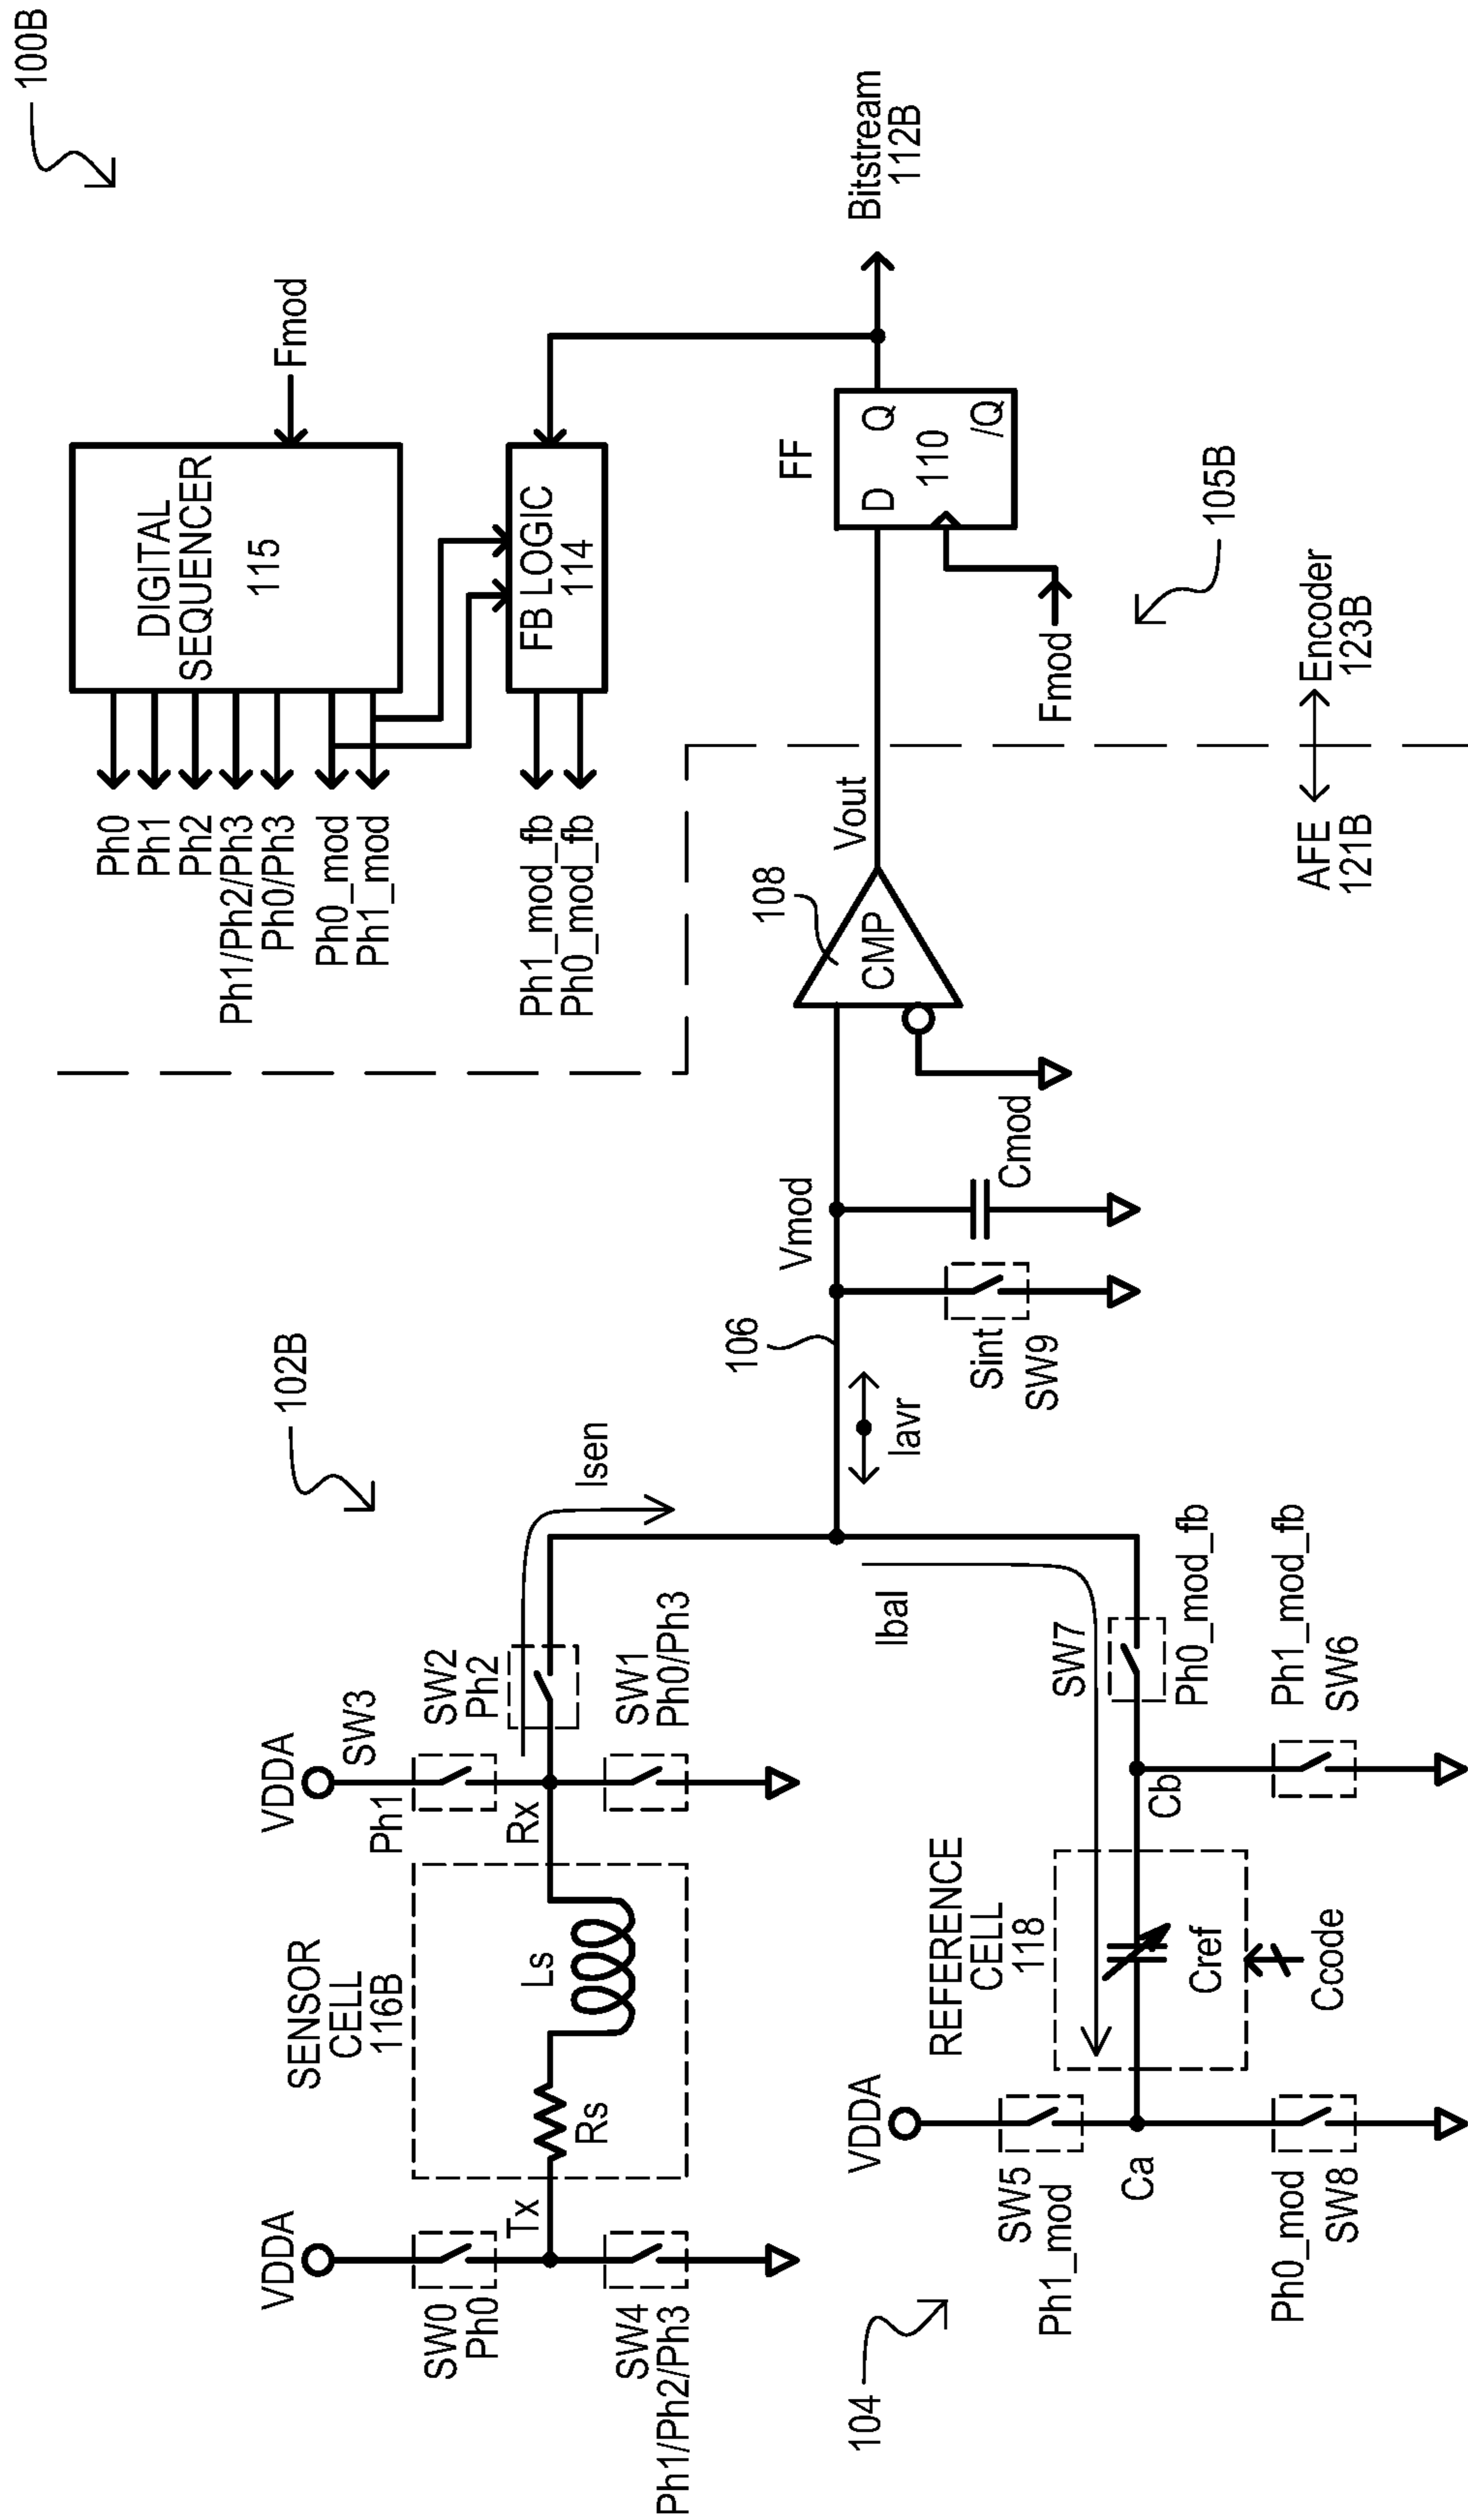 100B
DIGITAL
SEQUENCER
115
Fmod
Ph0
Ph1
Ph2
Ph1/Ph2/Ph3
Ph0/Ph3
Ph0_mod
Ph1_mod
FB LOGIC
114
Ph1_mod_fb
Ph0_mod_fb
102B
VDDA
SW0
Ph0
SW4
Ph1/Ph2/Ph3
Tx
SENSOR
CELL
116B
Rs
Ls
VDDA
SW3
Ph1
Rx
SW2
Ph2
SW1
Ph0/Ph3
Isen
106
Vmod
108
CMP
Vout
FF
D
Q
110
/Q
Bitstream
112B
Fmod
105B
Ibal
Iavr
Sint
SW9
Cmod
104
VDDA
SW5
Ph1_mod
Ca
Ph0_mod
SW8
REFERENCE
CELL
118
Cref
Ccode
Cb
SW7
Ph0_mod_fb
Ph1_mod_fb
SW6
AFE
121B
Encoder
123B